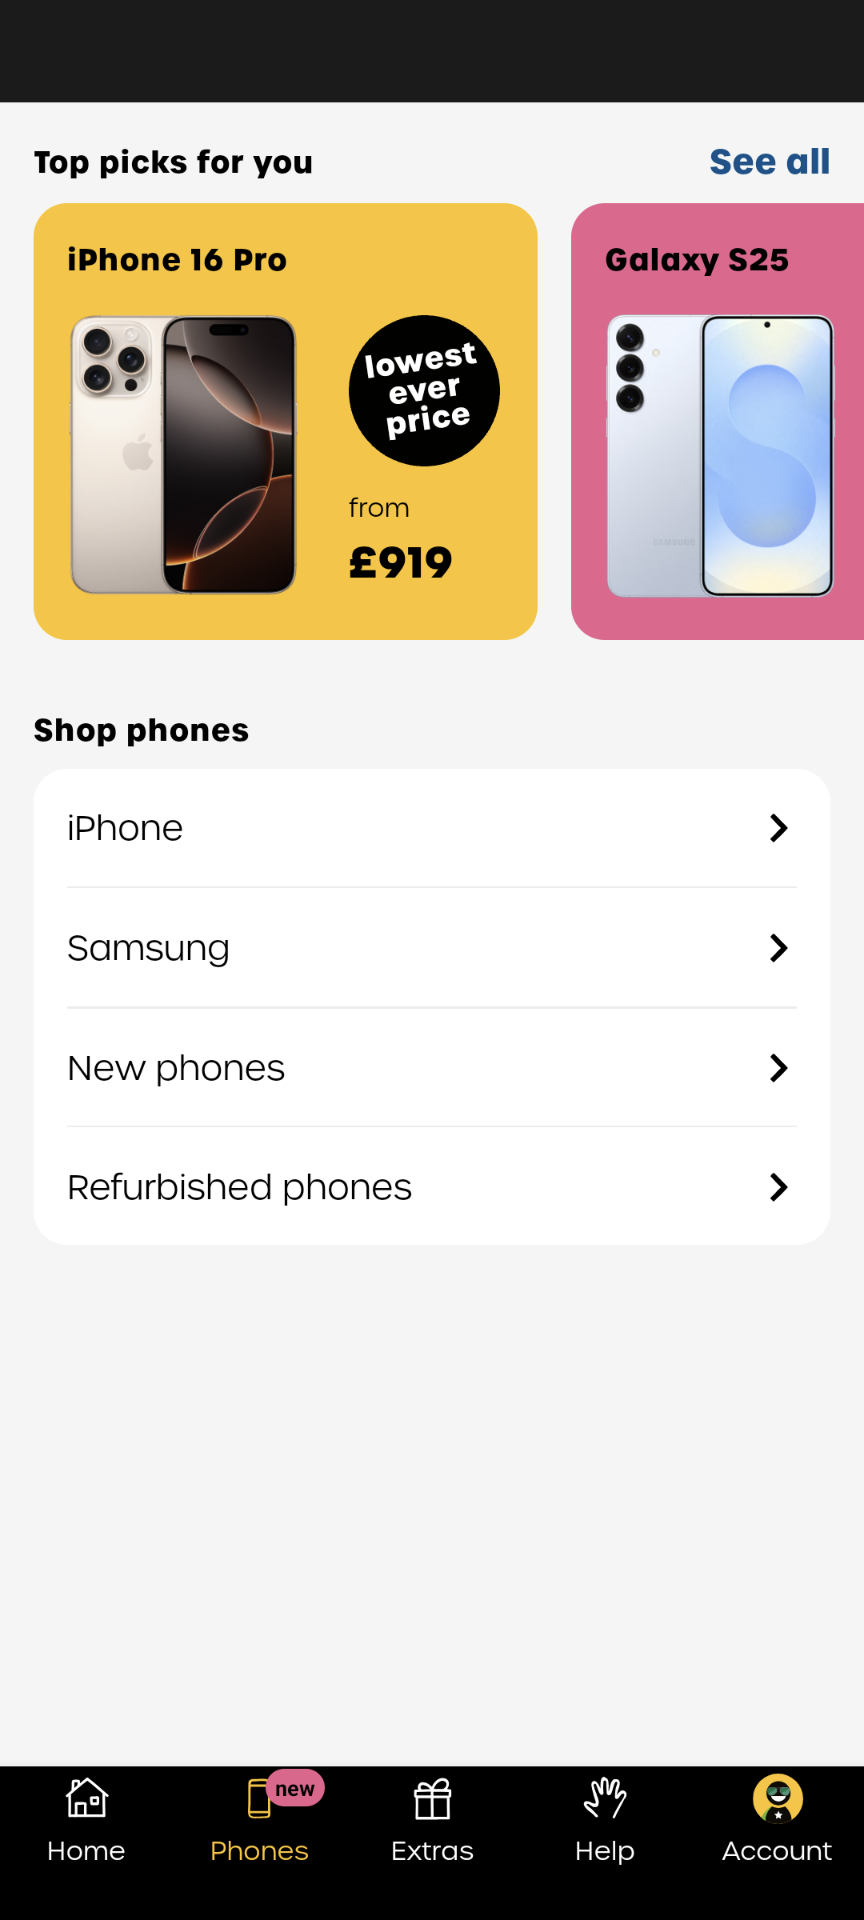 Top picks for you
See all
iPhone 16 Pro
lowest
ever
price
from
£919
Galaxy S25
SAMSUNG
Shop phones
iPhone
Samsung
New phones
Refurbished phones
new
Home
Phones
Extras
Help
Account